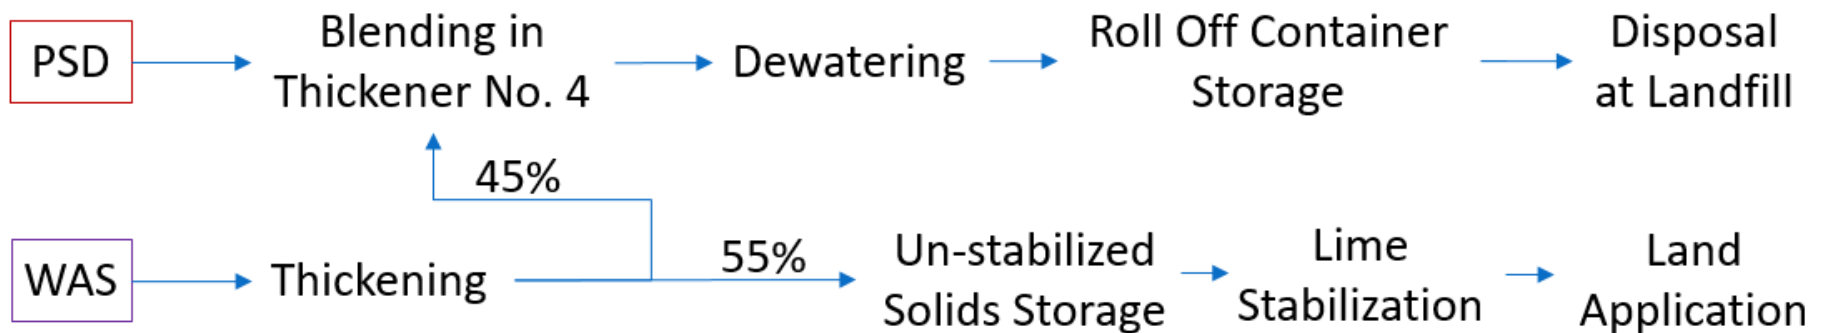 PSD
Blending in
Thickener No. 4
Dewatering
Roll Off Container
Storage
Disposal
at Landfill
45%
WAS
Thickening
55%
Un-stabilized
Solids Storage
Lime
Stabilization
Land
Application